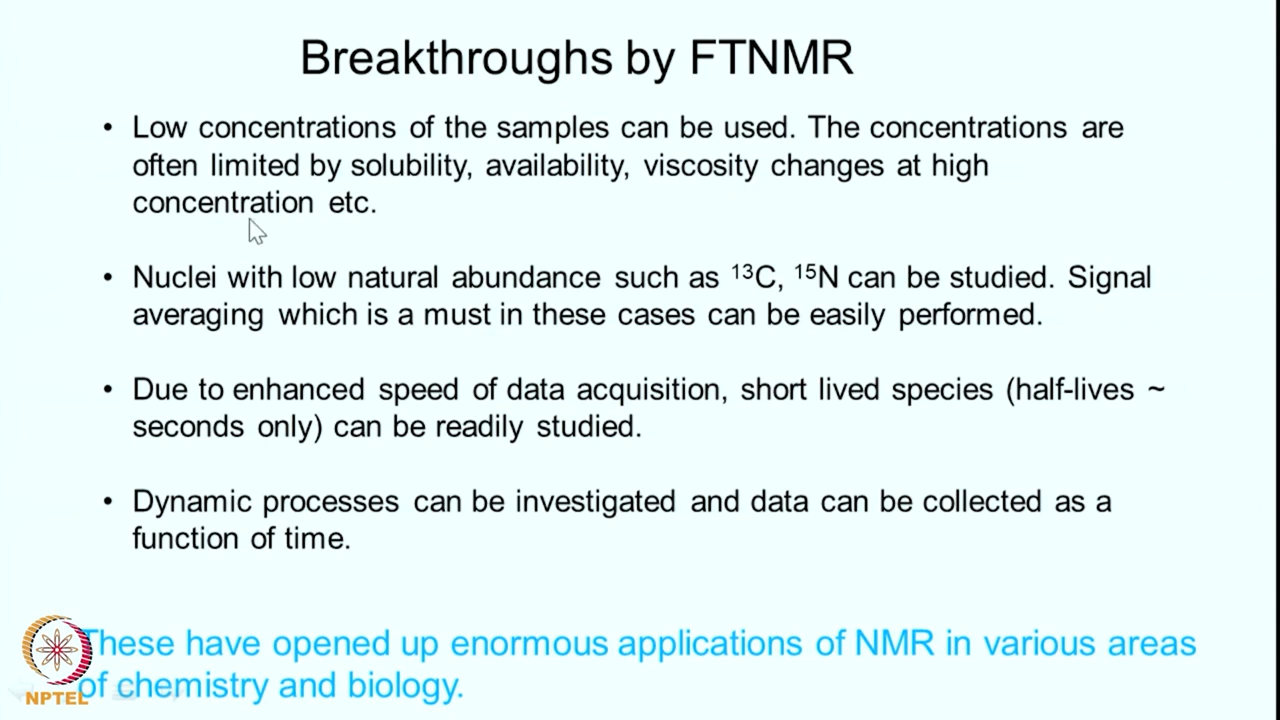 Breakthroughs by FTNMR
• Low concentrations of the samples can be used. The concentrations are
often limited by solubility, availability, viscosity changes at high
concentration etc.
• Nuclei with low natural abundance such as ¹³C, ¹⁵N can be studied. Signal
averaging which is a must in these cases can be easily performed.
• Due to enhanced speed of data acquisition, short lived species (half-lives ~
seconds only) can be readily studied.
• Dynamic processes can be investigated and data can be collected as a
function of time.
These have opened up enormous applications of NMR in various areas
of chemistry and biology.
NPTEL